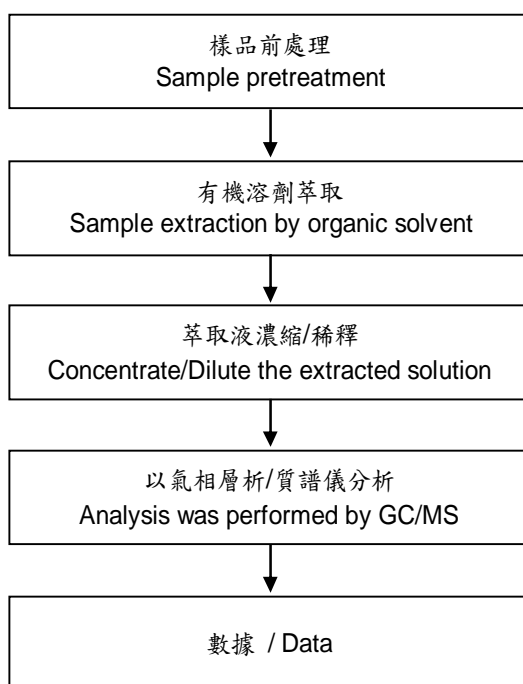 樣品前處理
Sample pretreatment
有機溶劑萃取
Sample extraction by organic solvent
萃取液濃縮/稀釋
Concentrate/Dilute the extracted solution
以氣相層析/質譜儀分析
Analysis was performed by GC/MS
數據 / Data